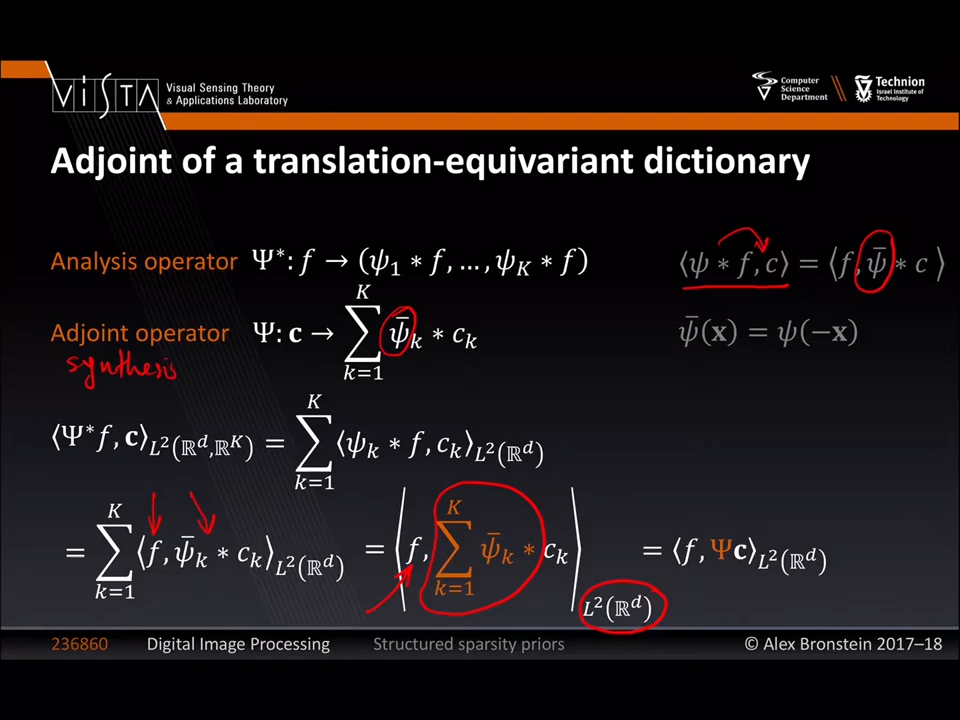 VISTA Visual Sensing Theory & Applications Laboratory
Computer Science Department
Technion Israel Institute of Technology
Adjoint of a translation-equivariant dictionary
Analysis operator Ψ*: f → (ψ₁ * f, …, ψ_K * f)
⟨ψ * f, c⟩ = ⟨f, ψ̄ * c⟩
Adjoint operator Ψ: c → ∑_{k=1}^{K} ψ̄_k * c_k
ψ̄(x) = ψ(−x)
synthesis
⟨Ψ*f, c⟩_{L²(ℝ^d,ℝ^K)} = ∑_{k=1}^{K} ⟨ψ_k * f, c_k⟩_{L²(ℝ^d)}
= ∑_{k=1}^{K} ⟨f, ψ̄_k * c_k⟩_{L²(ℝ^d)} = ⟨f, ∑_{k=1}^{K} ψ̄_k * c_k⟩_{L²(ℝ^d)} = ⟨f, Ψc⟩_{L²(ℝ^d)}
236860 Digital Image Processing Structured sparsity priors © Alex Bronstein 2017–18